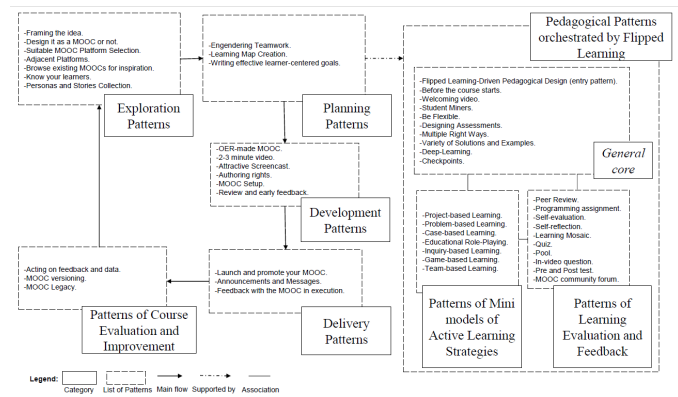 -Framing the idea.
-Design it as a MOOC or not.
-Suitable MOOC Platform Selection.
-Adjacent Platforms.
-Browse existing MOOCs for inspiration.
-Know your learners.
-Personas and Stories Collection.
Exploration
Patterns
-Engendering Teamwork.
-Learning Map Creation.
-Writing effective learner-centered goals.
Planning
Patterns
-OER-made MOOC.
-2-3 minute video.
-Attractive Screencast.
-Authoring rights.
-MOOC Setup.
-Review and early feedback.
Development
Patterns
-Launch and promote your MOOC.
-Announcements and Messages.
-Feedback with the MOOC in execution.
Delivery
Patterns
-Acting on feedback and data.
-MOOC versioning.
-MOOC Legacy.
Patterns of Course
Evaluation and
Improvement
Pedagogical Patterns
orchestrated by Flipped
Learning
-Flipped Learning-Driven Pedagogical Design (entry pattern).
-Before the course starts.
-Welcoming video.
-Student Miners.
-Be Flexible.
-Designing Assessments.
-Multiple Right Ways.
-Variety of Solutions and Examples.
-Deep-Learning.
-Checkpoints.
General
core
-Project-based Learning.
-Problem-based Learning.
-Case-based Learning.
-Educational Role-Playing.
-Inquiry-based Learning.
-Game-based Learning.
-Team-based Learning.
Patterns of Mini
models of
Active Learning
Strategies
-Peer Review.
-Programming assignment.
-Self-evaluation.
-Self-reflection.
-Learning Mosaic.
-Quiz.
-Pool.
-In-video question.
-Pre and Post test.
-MOOC community forum.
Patterns of
Learning
Evaluation and
Feedback
Legend:
Category
List of Patterns
Main flow
Supported by
Association